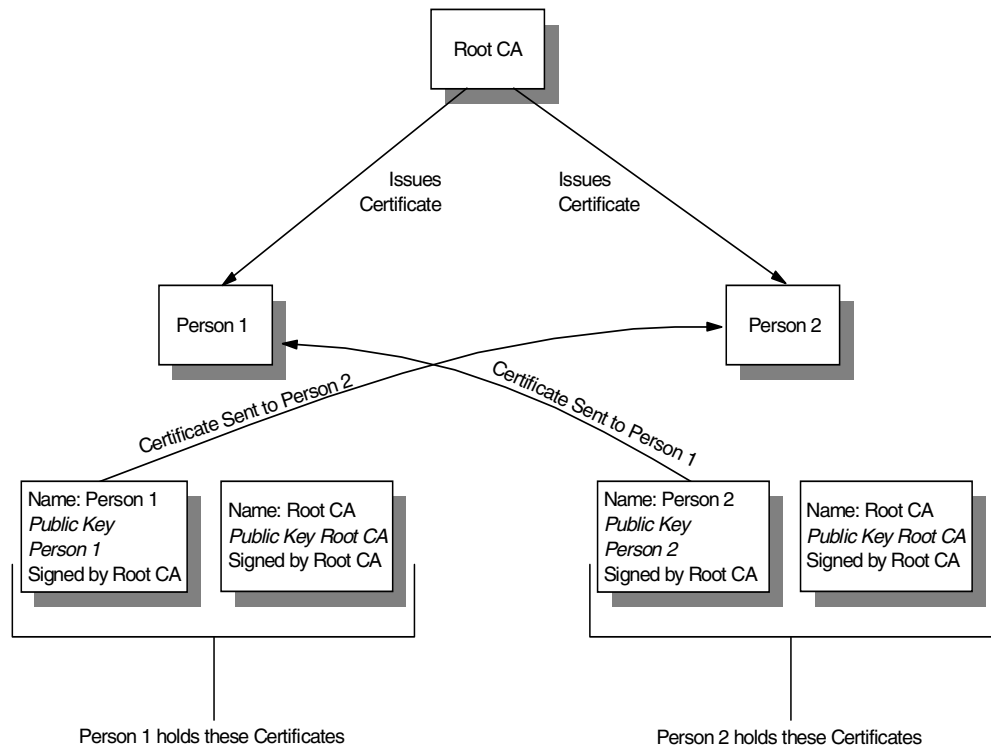 Root CA
Issues
Certificate
Issues
Certificate
Person 1
Person 2
Certificate Sent to Person 2
Certificate Sent to Person 1
Name: Person 1
Public Key
Person 1
Signed by Root CA
Name: Root CA
Public Key Root CA
Signed by Root CA
Name: Person 2
Public Key
Person 2
Signed by Root CA
Name: Root CA
Public Key Root CA
Signed by Root CA
Person 1 holds these Certificates
Person 2 holds these Certificates